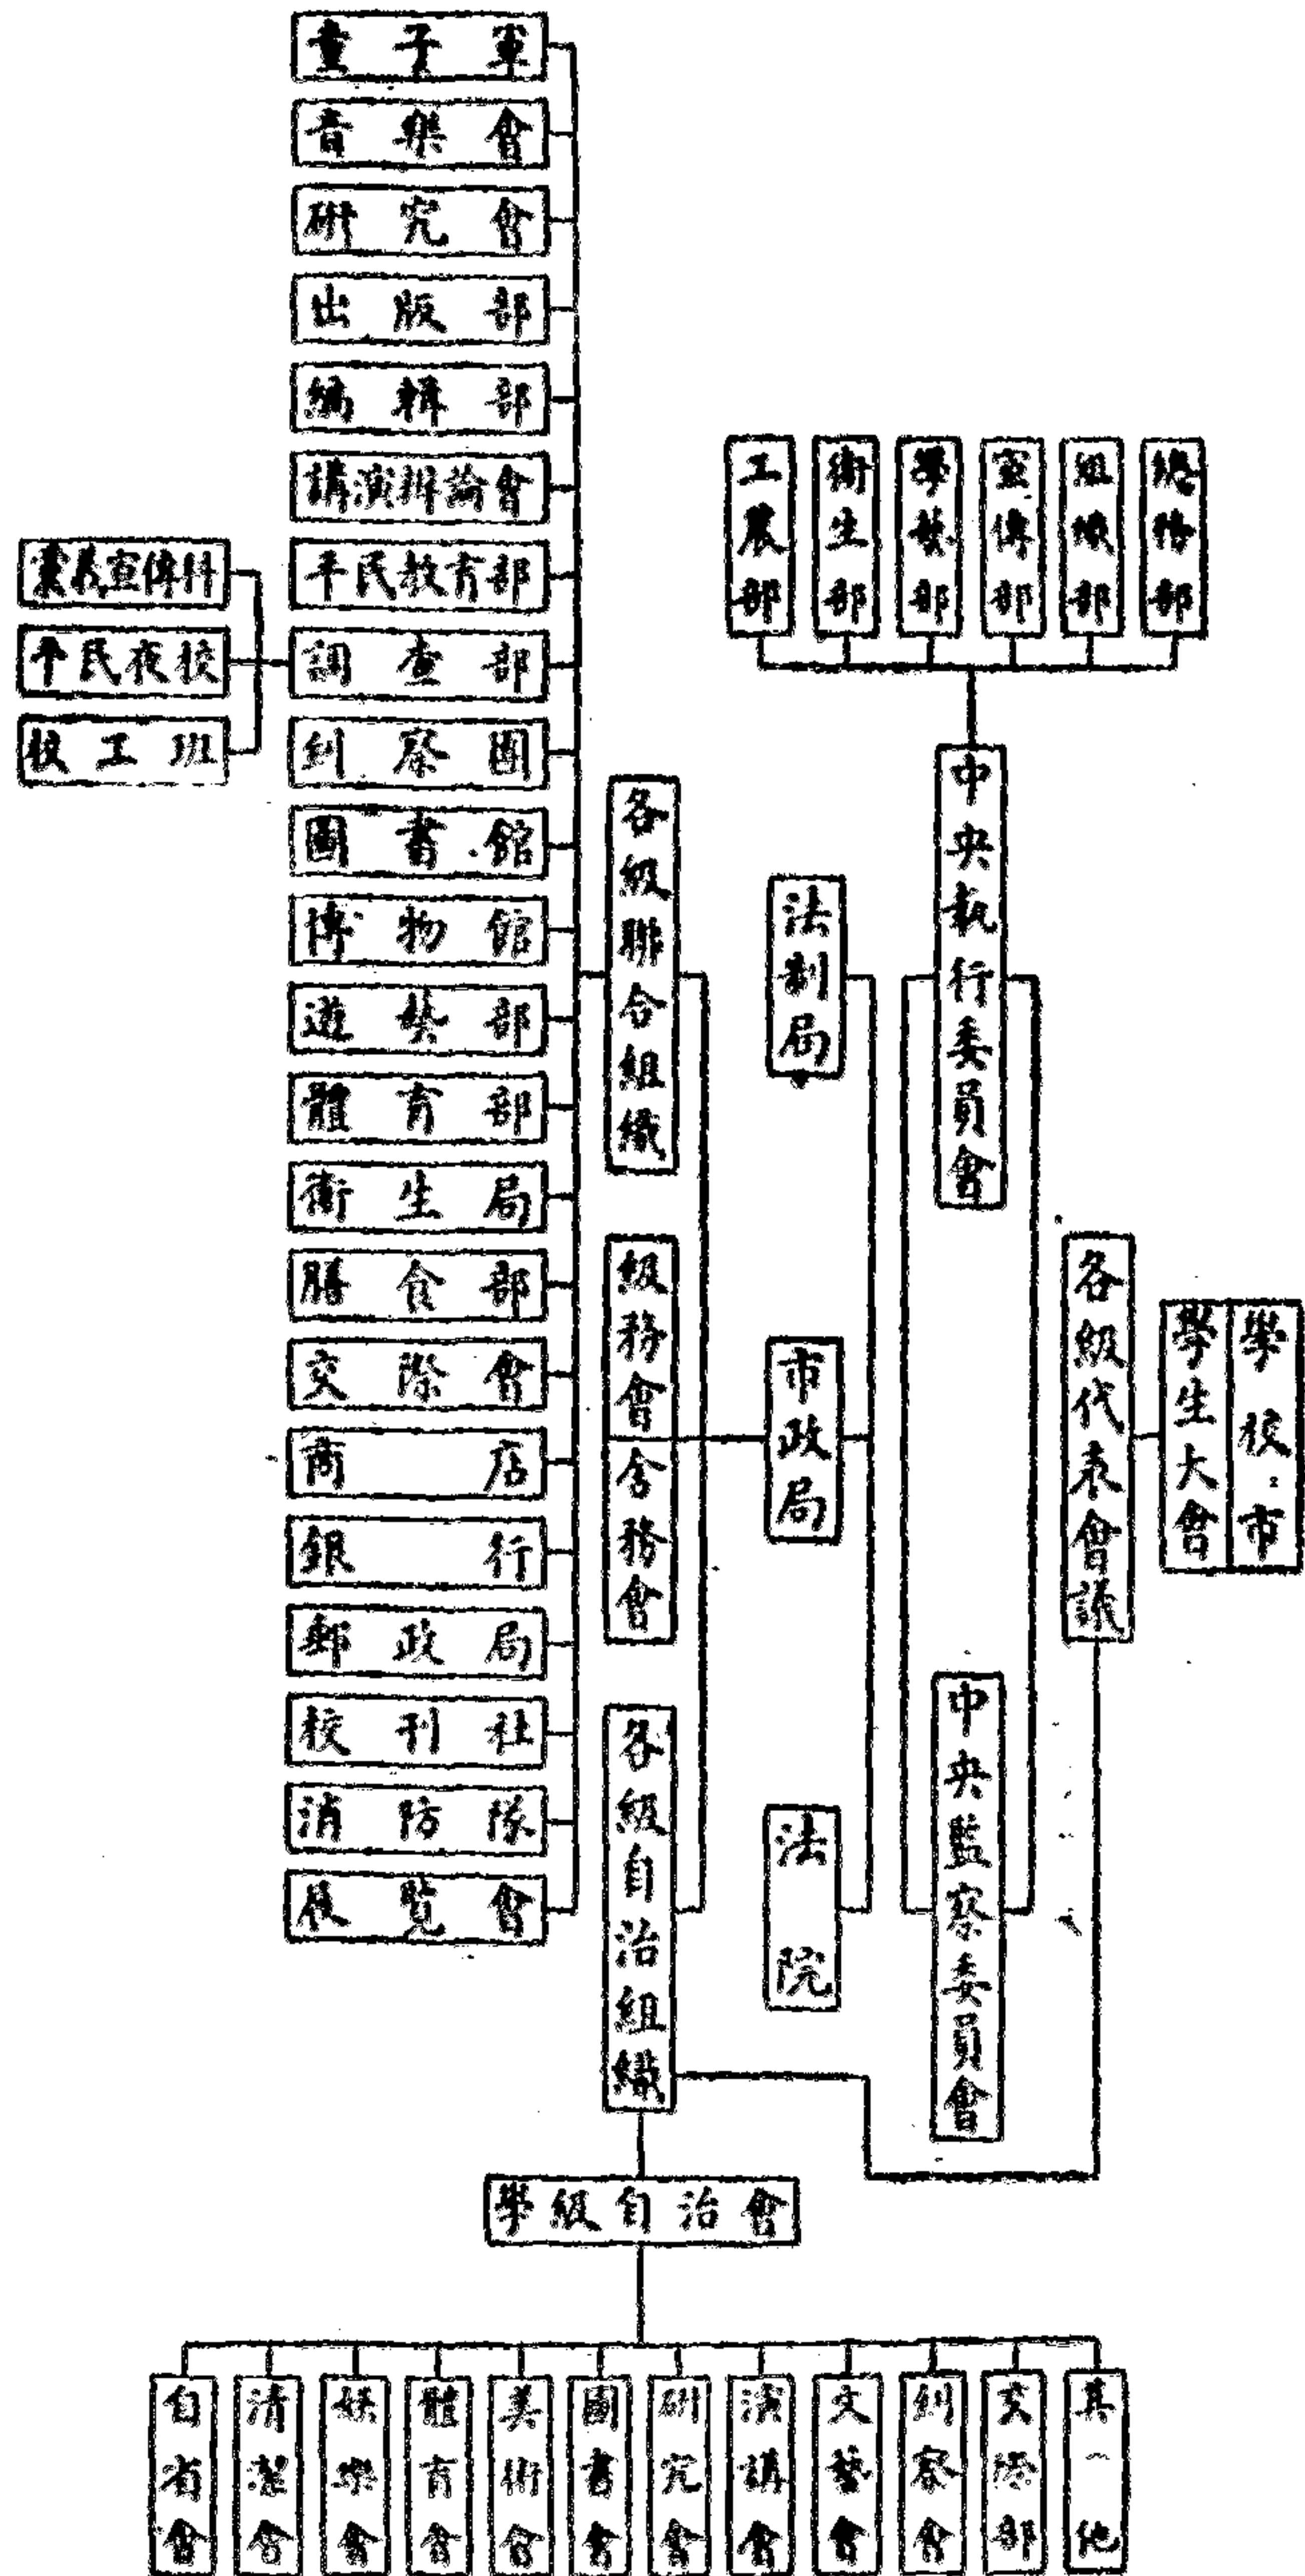 學校市
學生大會
各級代表會議
中央執行委員會
中央監察委員會
總務部
組織部
宣傳部
學藝部
衛生部
工農部
法制局
市政局
法院
各級聯合組織
級務會
舍務會
各級自治組織
童子軍
音樂會
研究會
出版部
編輯部
講演辯論會
平民教育部
調查部
糾察團
圖書館
博物館
遊藝部
體育部
衛生局
膳食部
交際會
商店
銀行
郵政局
校刊社
消防隊
覽會
黨義宣傳科
平民夜校
校工班
學級自治會
其他
交際部
糾察會
文藝會
演講會
研究會
圖書會
美術會
體育會
娛樂會
清潔會
自省會